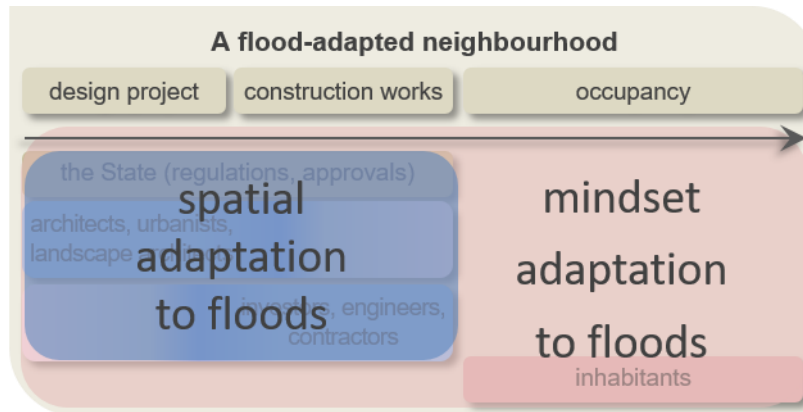 A flood-adapted neighbourhood
design project
construction works
occupancy
the State (regulations, approvals)
architects, urbanists,
landscape architects
investors, engineers,
contractors
spatial
adaptation
to floods
mindset
adaptation
to floods
inhabitants